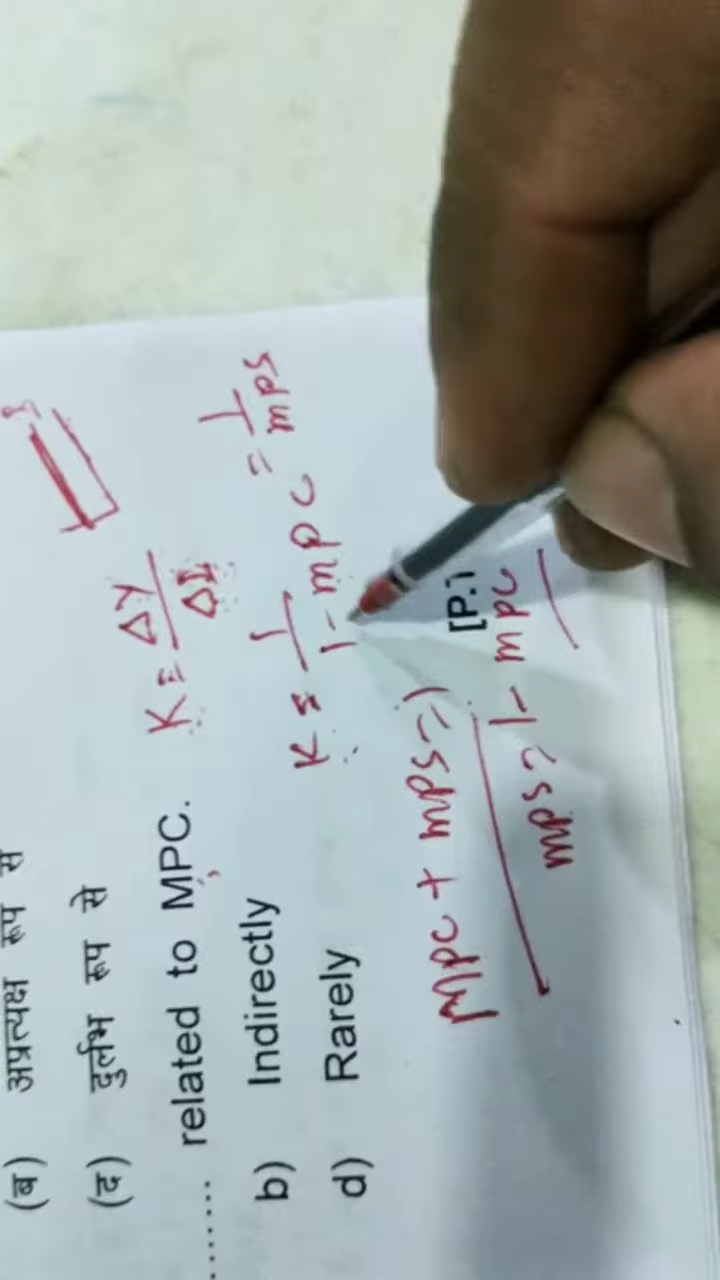 (ब) अप्रत्यक्ष रूप से
(द) दुर्लभ रूप से
....... related to MPC.
b) Indirectly
d) Rarely
K = ΔY/ΔI
K = 1/1-mpc = 1/mps
[P.T
Mpc + mps = 1
mps = 1 - mpc